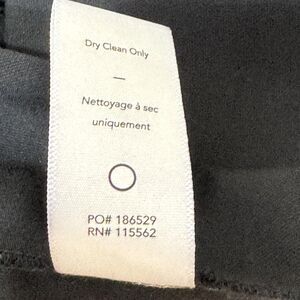 Dry Clean Only
—
Nettoyage à sec
uniquement
PO# 186529
RN# 115562